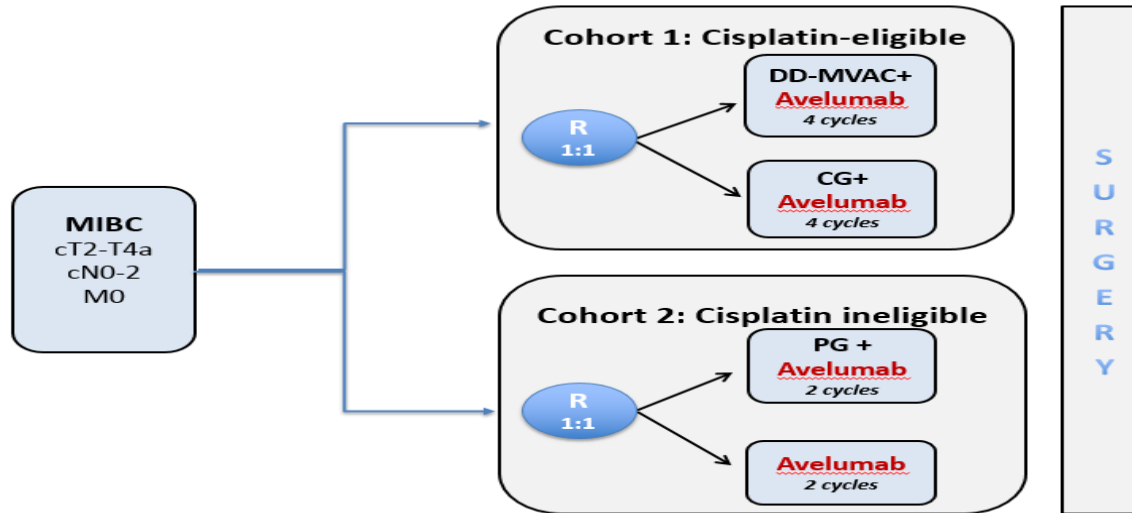 MIBC
cT2-T4a
cN0-2
M0
Cohort 1: Cisplatin-eligible
R
1:1
DD-MVAC+
Avelumab
4 cycles
CG+
Avelumab
4 cycles
Cohort 2: Cisplatin ineligible
R
1:1
PG +
Avelumab
2 cycles
Avelumab
2 cycles
S
U
R
G
E
R
Y